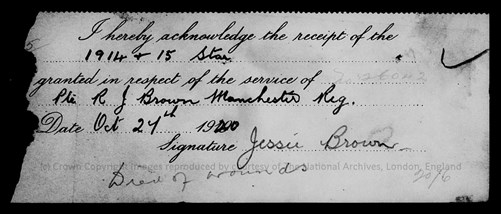 I hereby acknowledge the receipt of the
1914 & 15 Star
granted in respect of the service of
Pte R J Brown Manchester Reg.
Date Oct 27th 1920
Signature Jessie Brown
Crown Copyright Images reproduced by courtesy of The National Archives, London, England
Died of wounds